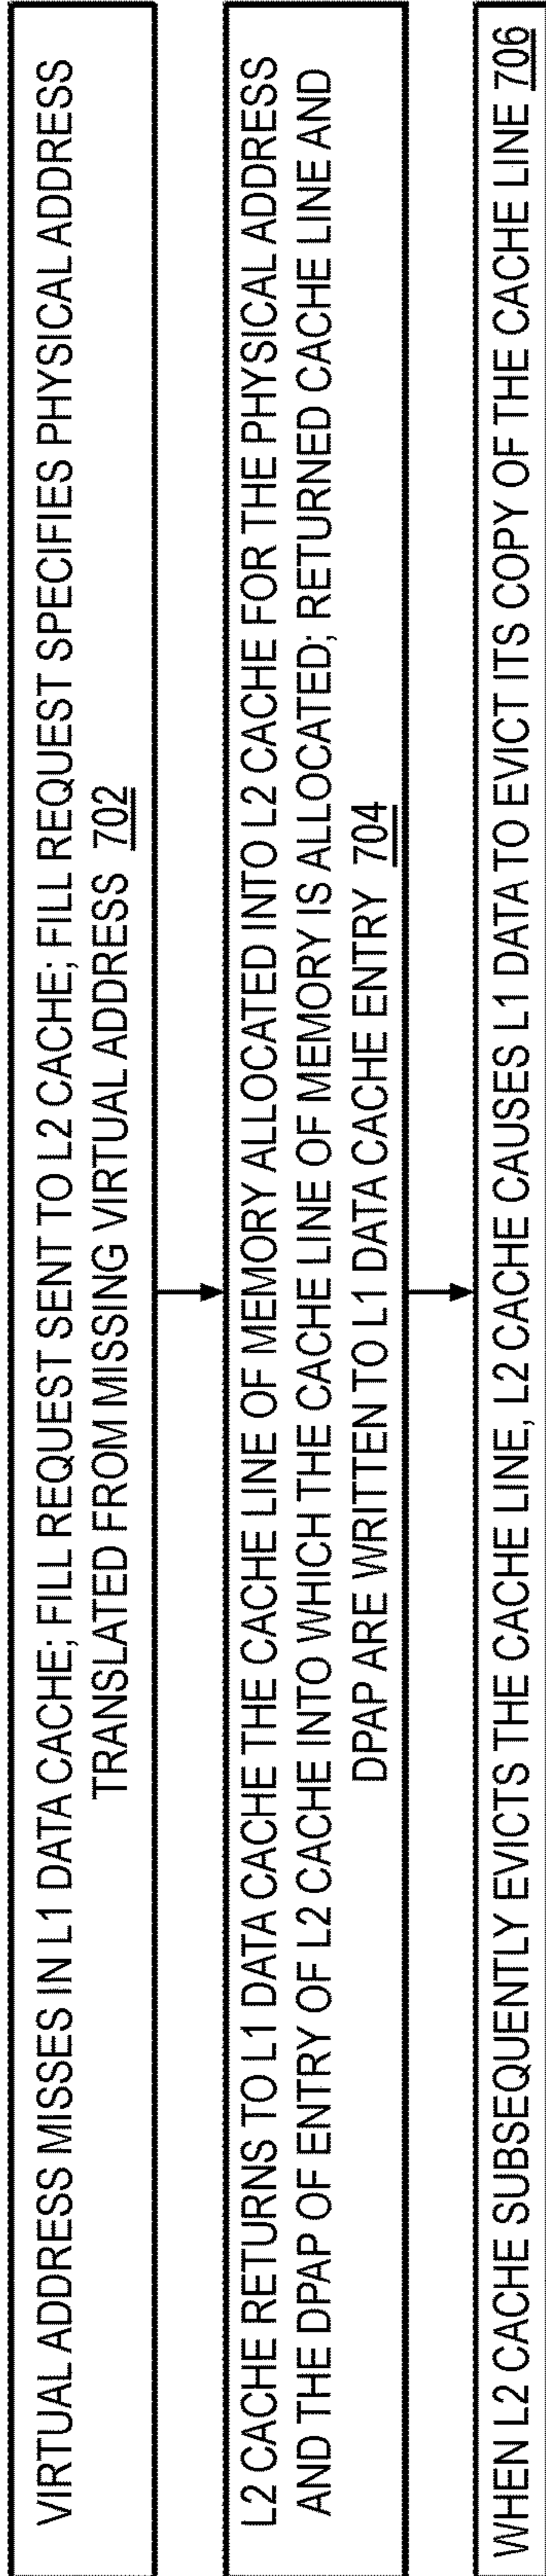 VIRTUAL ADDRESS MISSES IN L1 DATA CACHE; FILL REQUEST SENT TO L2 CACHE; FILL REQUEST SPECIFIES PHYSICAL ADDRESS
TRANSLATED FROM MISSING VIRTUAL ADDRESS 702
L2 CACHE RETURNS TO L1 DATA CACHE THE CACHE LINE OF MEMORY ALLOCATED INTO L2 CACHE FOR THE PHYSICAL ADDRESS
AND THE DPAP OF ENTRY OF L2 CACHE INTO WHICH THE CACHE LINE OF MEMORY IS ALLOCATED; RETURNED CACHE LINE AND
DPAP ARE WRITTEN TO L1 DATA CACHE ENTRY 704
WHEN L2 CACHE SUBSEQUENTLY EVICTS THE CACHE LINE, L2 CACHE CAUSES L1 DATA TO EVICT ITS COPY OF THE CACHE LINE 706